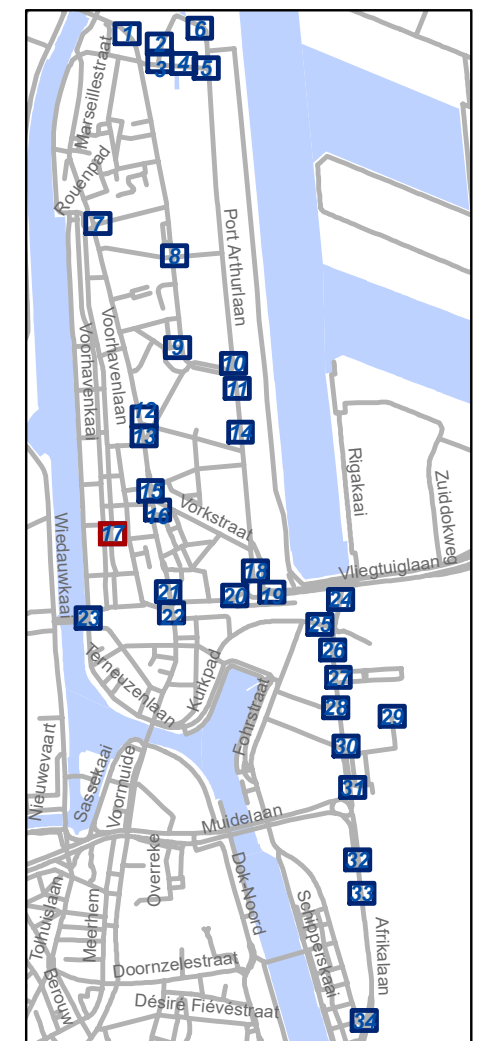 1
2
6
3
4
5
Marseillestraat
Rouenpad
7
8
Port Arthurlaan
Voorhavenkaai
Voorhavenlaan
9
10
11
12
13
14
15
16
Vorkstraat
Rigakaai
Zuiddokweg
17
Wiedauwkaai
18
Vliegtuiglaan
19
20
21
22
23
24
25
26
27
28
29
30
31
Terneuzenlaan
Kurkpad
Fohrstraat
Nieuwevaart
Sassekaai
Voormuide
Muidelaan
32
33
Overreke
Dok-Noord
Tolhuislaan
Meerhem
Schipperskaai
Afrikalaan
Doornzelestraat
Berouw
Désiré Fiévéstraat
34